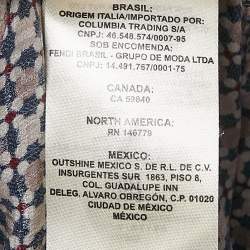 BRASIL:
ORIGEM ITALIA/IMPORTADO POR:
COLUMBIA TRADING S/A
CNPJ: 46.548.574/0007-95
SOB ENCOMENDA:
FENDI BRASIL - GRUPO DE MODA LTDA
CNPJ: 14.491.767/0001-75
CANADA:
CA 59840
NORTH AMERICA:
RN 146779
MEXICO:
OUTSHINE MEXICO S. DE R.L. DE C.V.
INSURGENTES SUR 1863, PISO 8,
COL. GUADALUPE INN
DELEG. ALVARO OBREGÓN, C.P. 01020
CIUDAD DE MÉXICO
MÉXICO